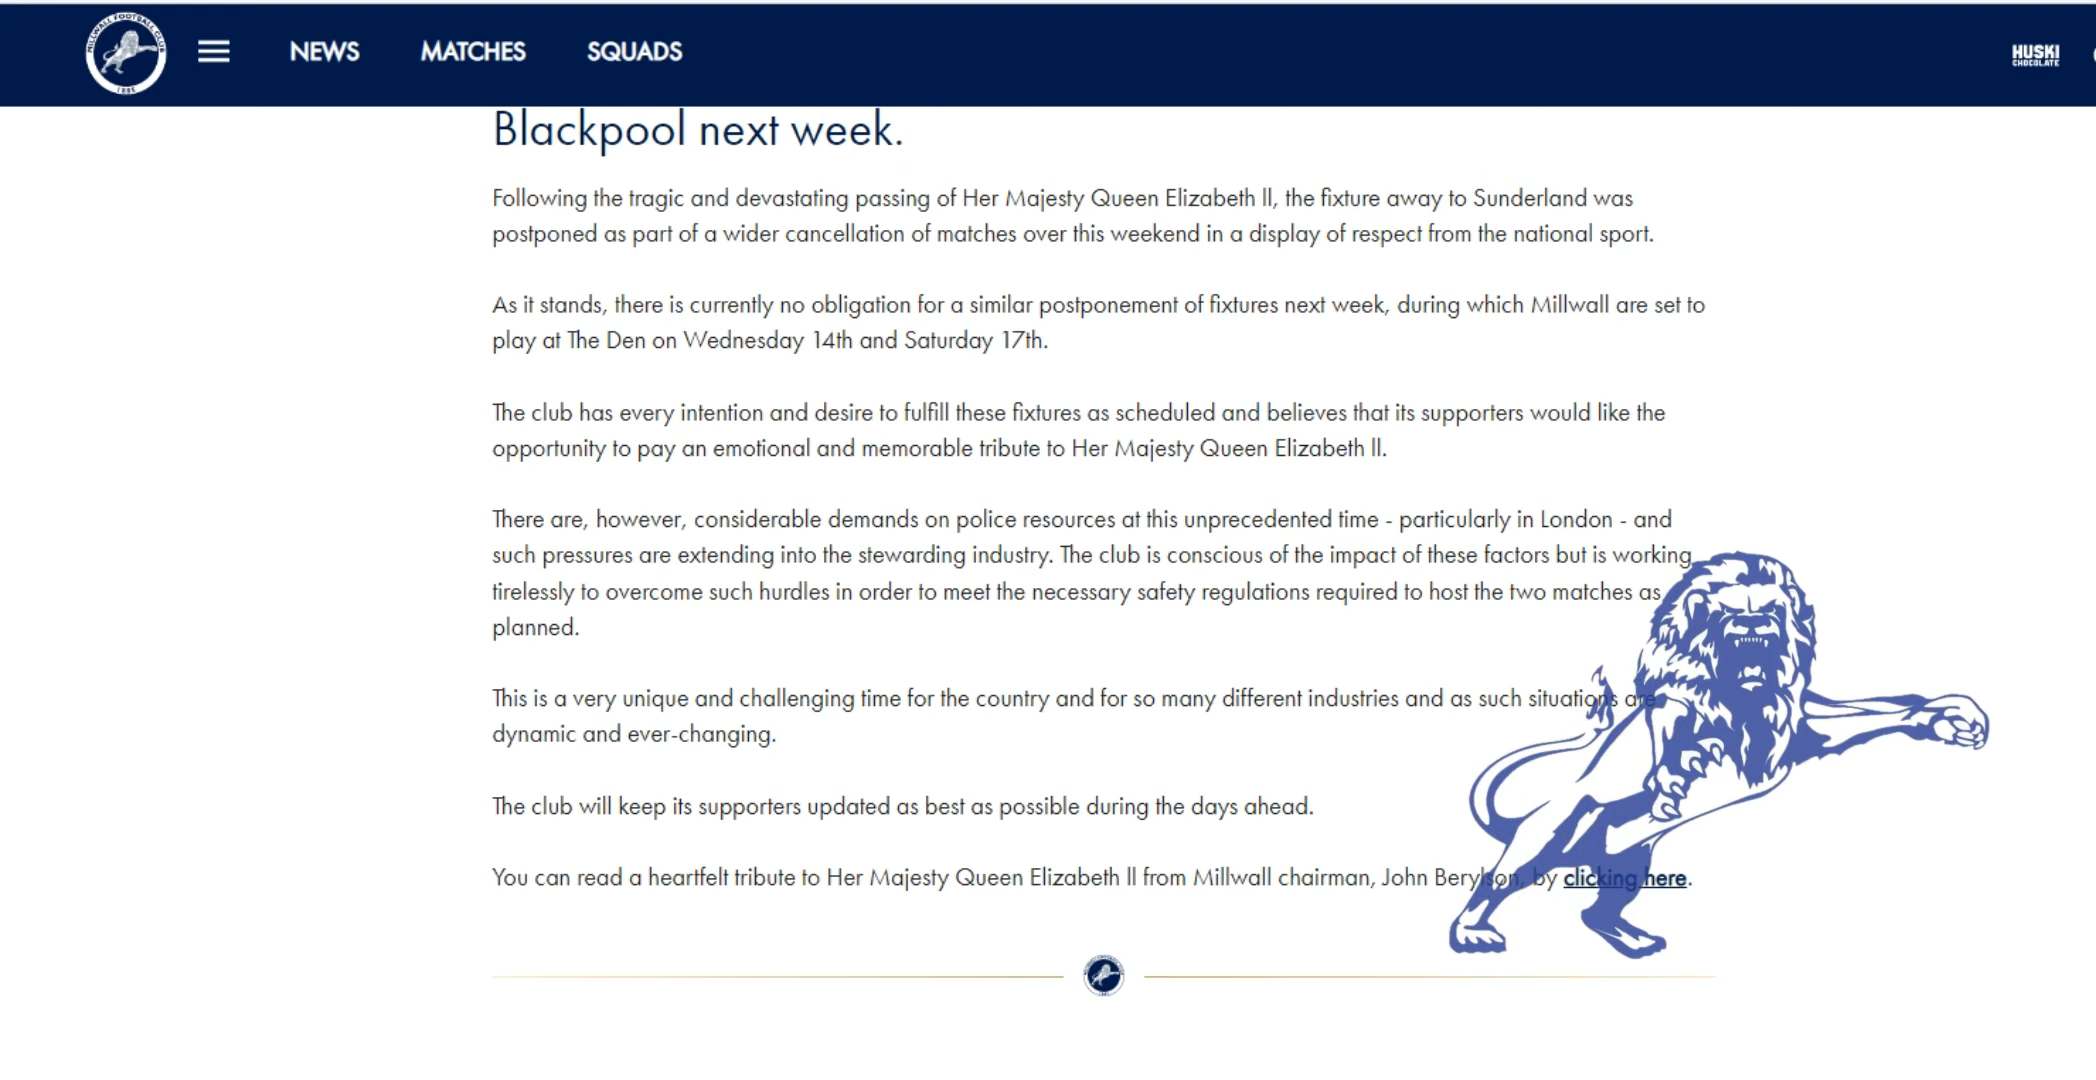 MILLWALL FOOTBALL CLUB
1885
NEWS
MATCHES
SQUADS
HUSKI
CHOCOLATE
Blackpool next week.
Following the tragic and devastating passing of Her Majesty Queen Elizabeth ll, the fixture away to Sunderland was
postponed as part of a wider cancellation of matches over this weekend in a display of respect from the national sport.
As it stands, there is currently no obligation for a similar postponement of fixtures next week, during which Millwall are set to
play at The Den on Wednesday 14th and Saturday 17th.
The club has every intention and desire to fulfill these fixtures as scheduled and believes that its supporters would like the
opportunity to pay an emotional and memorable tribute to Her Majesty Queen Elizabeth ll.
There are, however, considerable demands on police resources at this unprecedented time - particularly in London - and
such pressures are extending into the stewarding industry. The club is conscious of the impact of these factors but is working
tirelessly to overcome such hurdles in order to meet the necessary safety regulations required to host the two matches as
planned.
This is a very unique and challenging time for the country and for so many different industries and as such situations are
dynamic and ever-changing.
The club will keep its supporters updated as best as possible during the days ahead.
You can read a heartfelt tribute to Her Majesty Queen Elizabeth ll from Millwall chairman, John Berylson, by clicking here.